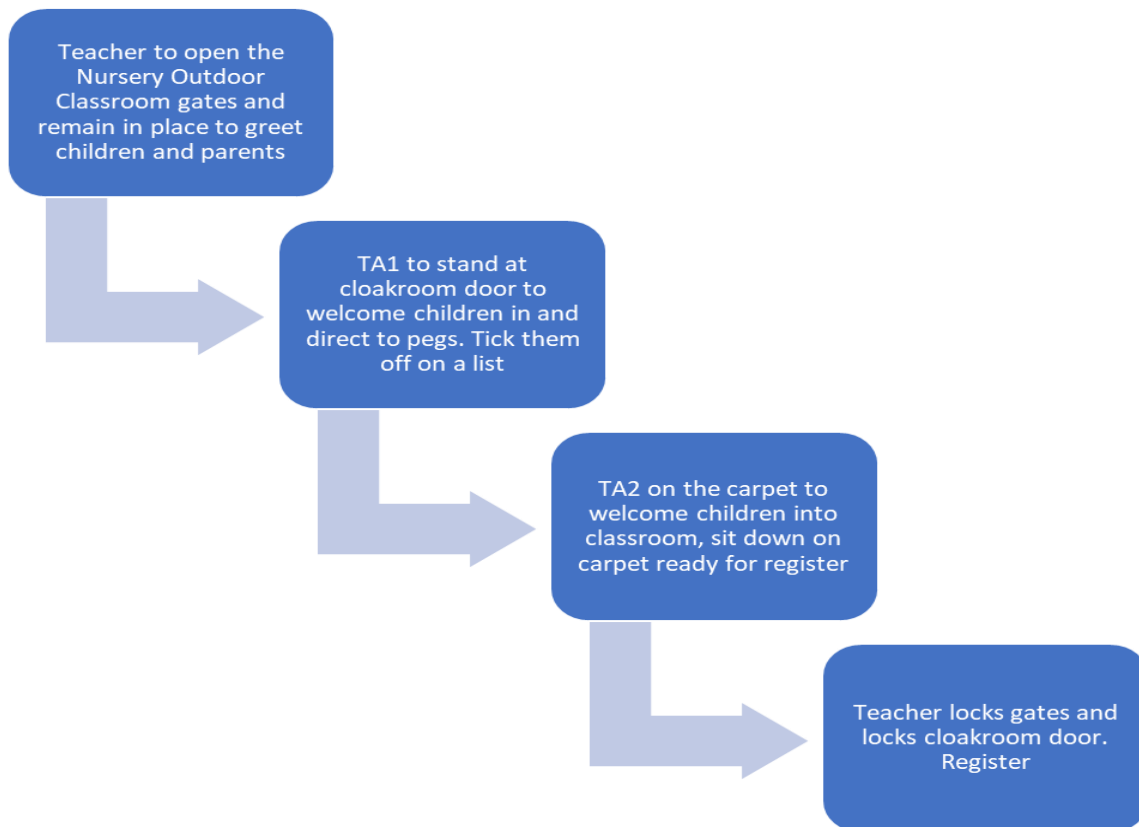 Teacher to open the
Nursery Outdoor
Classroom gates and
remain in place to greet
children and parents
TA1 to stand at
cloakroom door to
welcome children in and
direct to pegs. Tick them
off on a list
TA2 on the carpet to
welcome children into
classroom, sit down on
carpet ready for register
Teacher locks gates and
locks cloakroom door.
Register